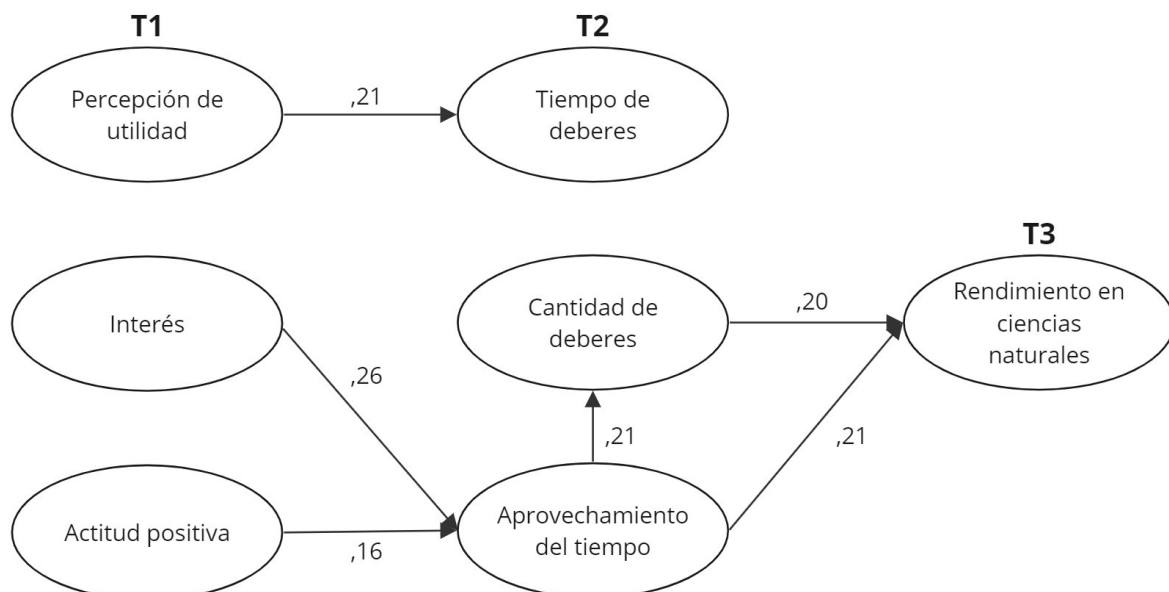 T1
T2
Percepción de
utilidad
,21
Tiempo de
deberes
T3
Interés
,26
Cantidad de
deberes
,20
Rendimiento en
ciencias
naturales
,21
,21
Actitud positiva
,16
Aprovechamiento
del tiempo